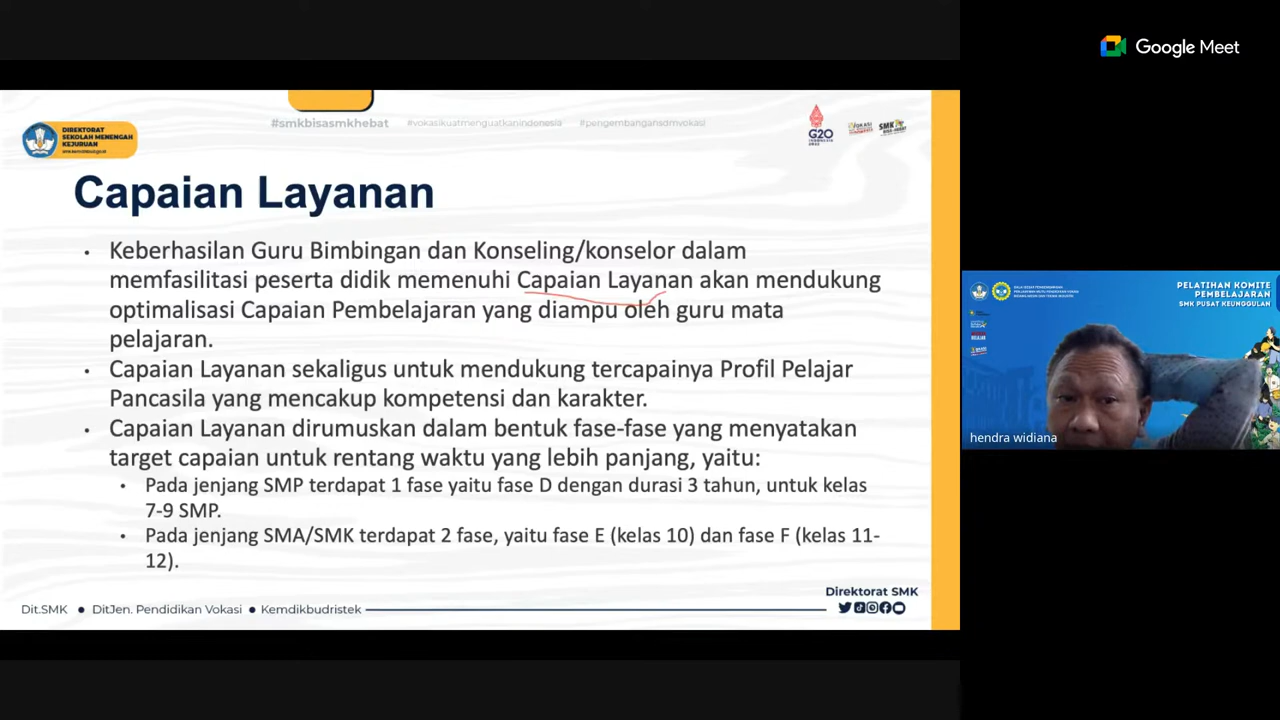 Google Meet
#smkbisasmkhebat
#vokasikuatmenguatkanindonesia
#pengembangansdmvokasi
DIREKTORAT
SEKOLAH MENENGAH
KEJURUAN
G20
Capaian Layanan
• Keberhasilan Guru Bimbingan dan Konseling/konselor dalam
memfasilitasi peserta didik memenuhi Capaian Layanan akan mendukung
optimalisasi Capaian Pembelajaran yang diampu oleh guru mata
pelajaran.
• Capaian Layanan sekaligus untuk mendukung tercapainya Profil Pelajar
Pancasila yang mencakup kompetensi dan karakter.
• Capaian Layanan dirumuskan dalam bentuk fase-fase yang menyatakan
target capaian untuk rentang waktu yang lebih panjang, yaitu:
• Pada jenjang SMP terdapat 1 fase yaitu fase D dengan durasi 3 tahun, untuk kelas
7-9 SMP.
• Pada jenjang SMA/SMK terdapat 2 fase, yaitu fase E (kelas 10) dan fase F (kelas 11-
12).
Direktorat SMK
Dit.SMK • DitJen. Pendidikan Vokasi • Kemdikbudristek
PELATIHAN KOMITE
PEMBELAJARAN
SMK PUSAT KEUNGGULAN
hendra widiana